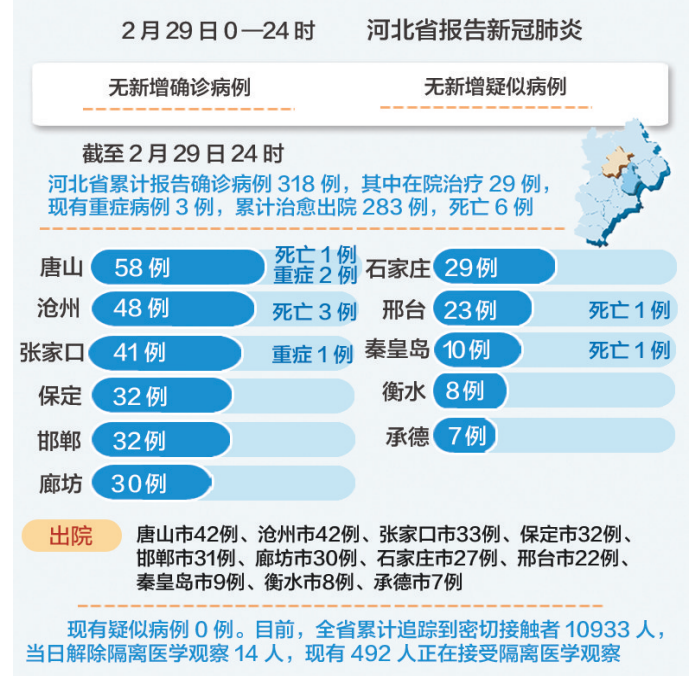 2月29日0—24时 河北省报告新冠肺炎
无新增确诊病例 无新增疑似病例
截至2月29日24时
河北省累计报告确诊病例318例，其中在院治疗29例，
现有重症病例3例，累计治愈出院283例，死亡6例
唐山 58例 死亡1例 重症2例
沧州 48例 死亡3例
张家口 41例 重症1例
保定 32例
邯郸 32例
廊坊 30例
石家庄 29例
邢台 23例 死亡1例
秦皇岛 10例 死亡1例
衡水 8例
承德 7例
出院
唐山市42例、沧州市42例、张家口市33例、保定市32例、
邯郸市31例、廊坊市30例、石家庄市27例、邢台市22例、
秦皇岛市9例、衡水市8例、承德市7例
现有疑似病例0例。目前，全省累计追踪到密切接触者10933人，
当日解除隔离医学观察14人，现有492人正在接受隔离医学观察